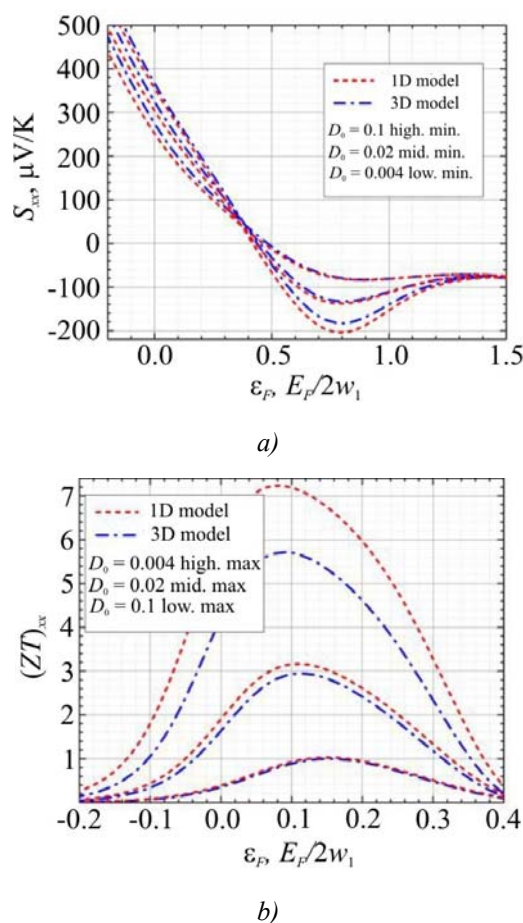 500
400
300
200
100
0
-100
-200
S_xx, μV/K
1D model
3D model
D₀ = 0.1 high. min.
D₀ = 0.02 mid. min.
D₀ = 0.004 low. min.
0.0 0.5 1.0 1.5
ε_F, E_F/2w₁
a)
7
6
5
4
3
2
1
(ZT)_xx
1D model
3D model
D₀ = 0.004 high. max
D₀ = 0.02 mid. max
D₀ = 0.1 low. max
-0.2 -0.1 0.0 0.1 0.2 0.3 0.4
ε_F, E_F/2w₁
b)